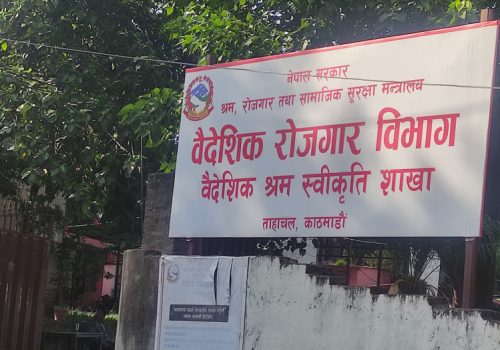 नेपाल सरकार
श्रम, रोजगार तथा सामाजिक सुरक्षा मन्त्रालय
वैदेशिक रोजगार विभाग
वैदेशिक श्रम स्वीकृति शाखा
ताहाचल, काठमाडौं